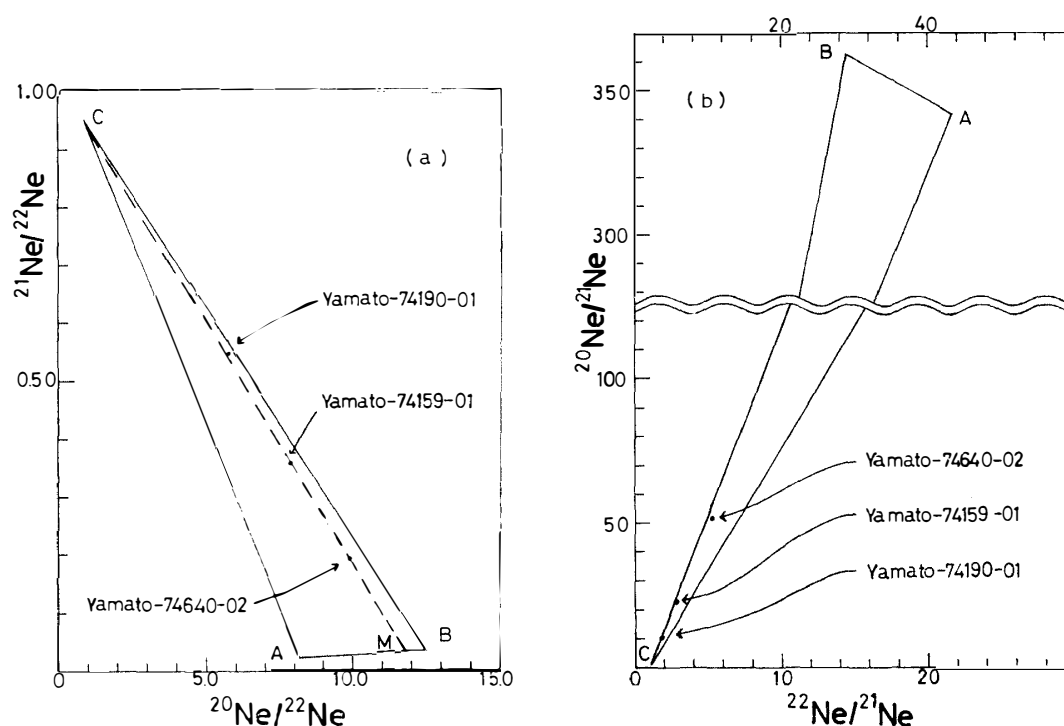 1.00
C
(a)
²¹Ne/²²Ne
Yamato-74190-01
0.50
Yamato-74159-01
Yamato-74640-02
A
M
B
0.0
5.0
10.0
15.0
²⁰Ne/²²Ne
20
40
B
350
(b)
A
300
²⁰Ne/²¹Ne
100
Yamato-74640-02
50
Yamato-74159-01
Yamato-74190-01
C
0
0
10
20
²²Ne/²¹Ne